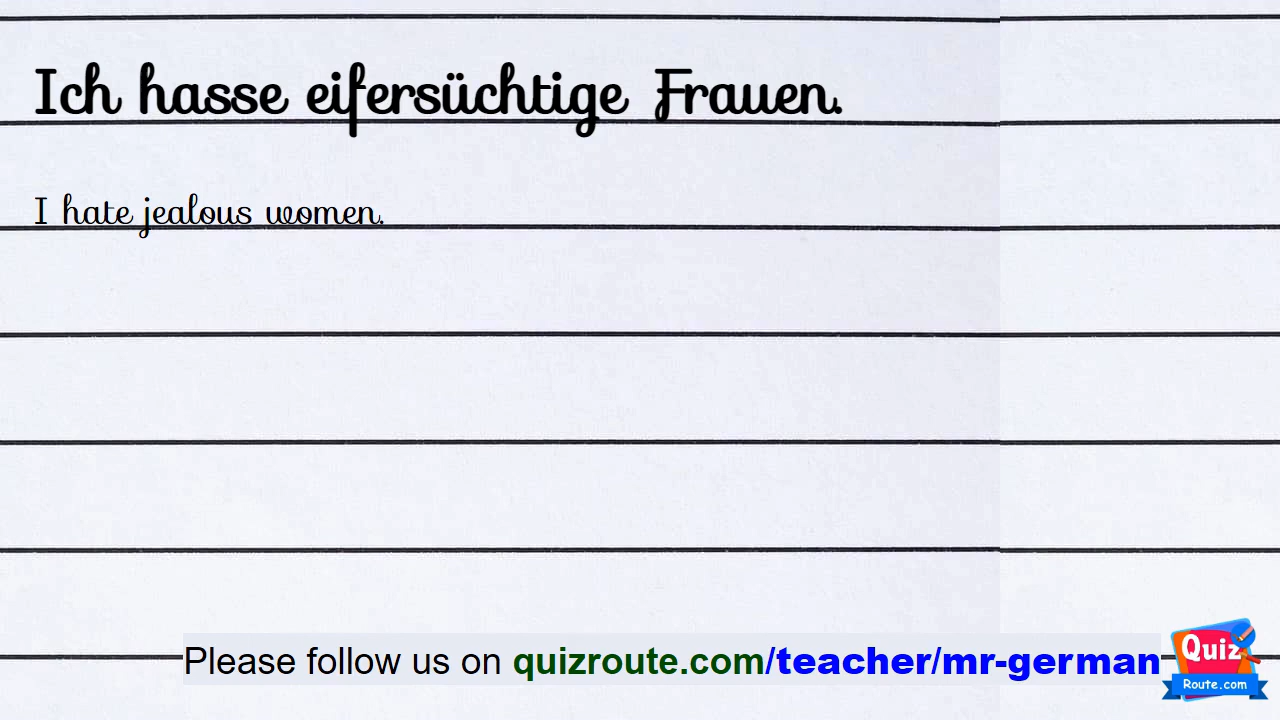 Ich hasse eifersüchtige Frauen.
I hate jealous women.
Please follow us on quizroute.com/teacher/mr-german
Quiz
Route.com